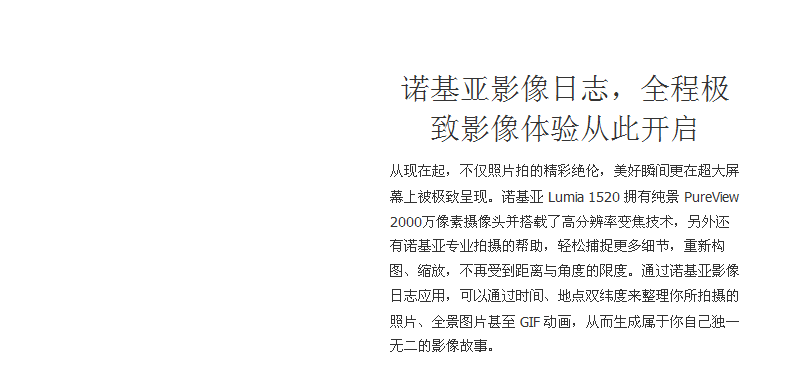 诺基亚影像日志，全程极
致影像体验从此开启
从现在起，不仅照片拍的精彩绝伦，美好瞬间更在超大屏
幕上被极致呈现。诺基亚 Lumia 1520 拥有纯景 PureView
2000万像素摄像头并搭载了高分辨率变焦技术，另外还
有诺基亚专业拍摄的帮助，轻松捕捉更多细节，重新构
图、缩放，不再受到距离与角度的限度。通过诺基亚影像
日志应用，可以通过时间、地点双纬度来整理你所拍摄的
照片、全景图片甚至 GIF 动画，从而生成属于你自己独一
无二的影像故事。